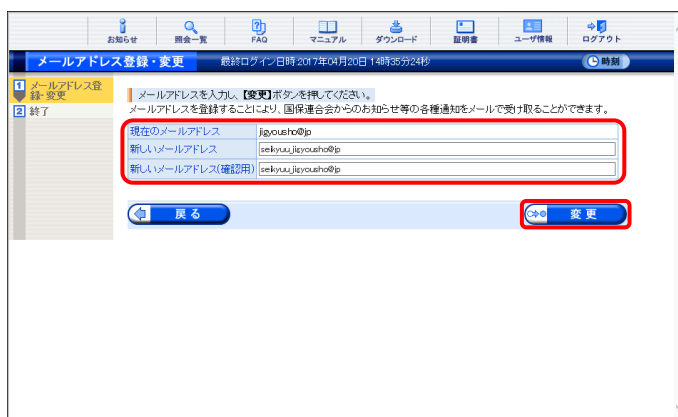 お知らせ 照会一覧 FAQ マニュアル ダウンロード 証明書 ユーザ情報 ログアウト
メールアドレス登録・変更 最終ログイン日時:2017年04月20日 14時35分24秒 時刻
1 メールアドレス登
録・変更
2 終了
メールアドレスを入力し、【変更】ボタンを押してください。
メールアドレスを登録することにより、国保連合会からのお知らせ等の各種通知をメールで受け取ることができます。
現在のメールアドレス jigyousho@jp
新しいメールアドレス seikyuu_jigyousho@jp
新しいメールアドレス(確認用) seikyuu_jigyousho@jp
戻る 変更